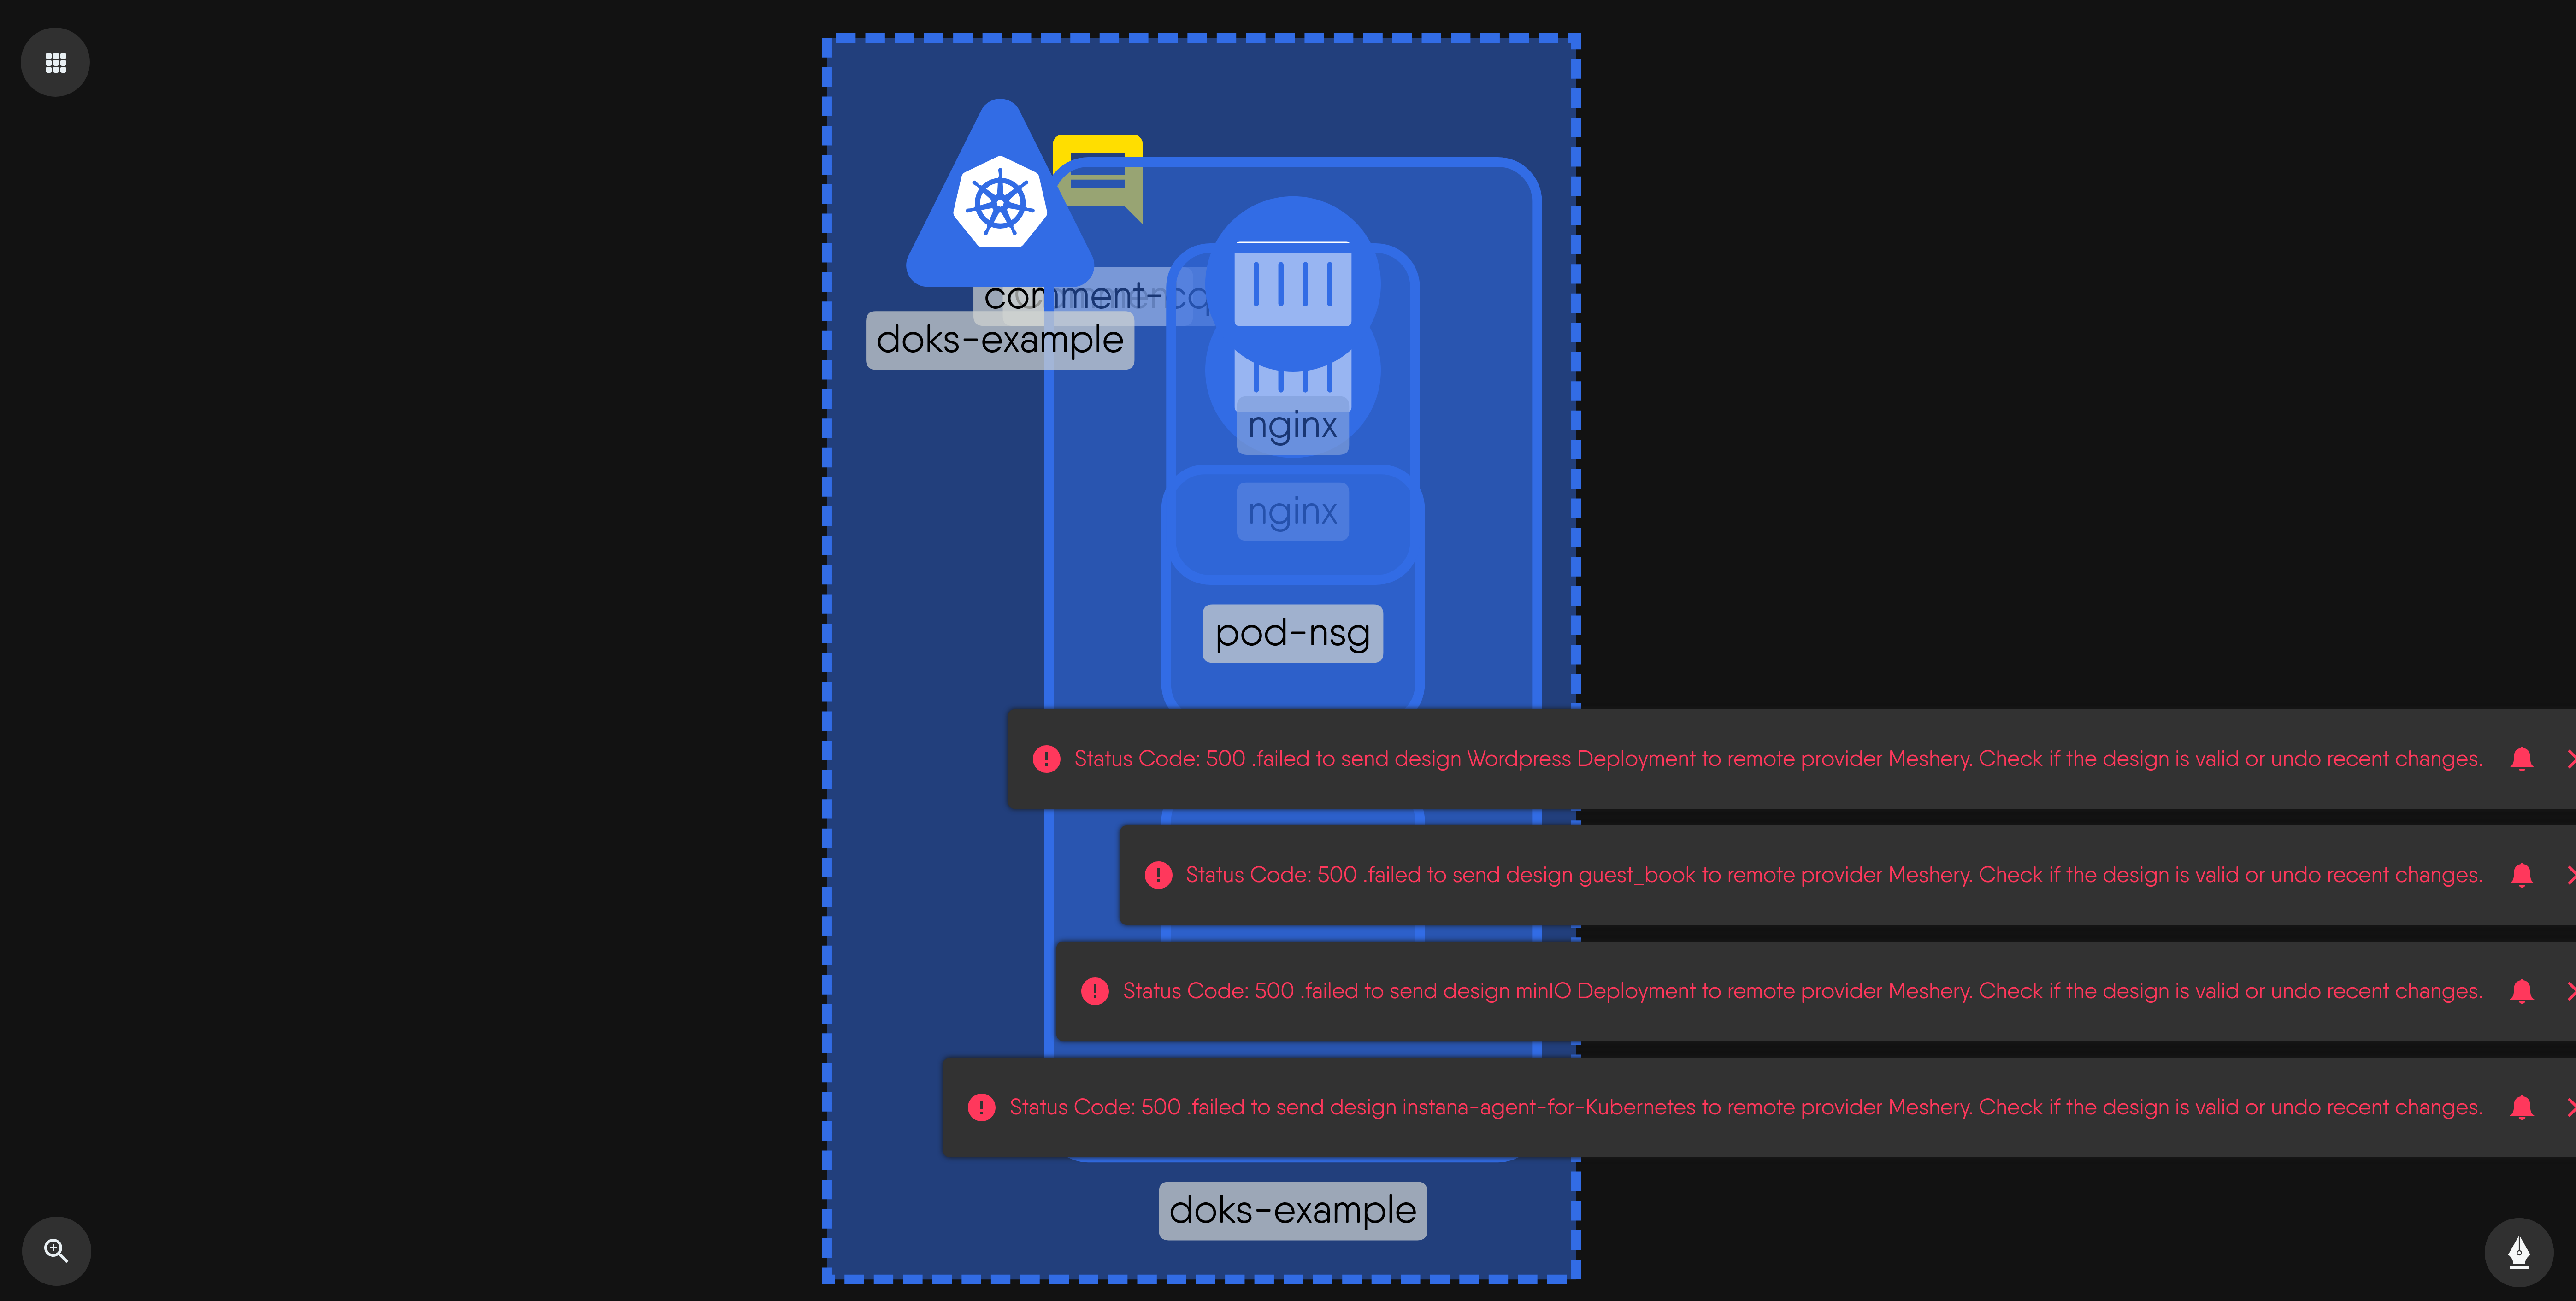 doks-example
nginx
nginx
pod-nsg
Status Code: 500 .failed to send design Wordpress Deployment to remote provider Meshery. Check if the design is valid or undo recent changes.
Status Code: 500 .failed to send design guest_book to remote provider Meshery. Check if the design is valid or undo recent changes.
Status Code: 500 .failed to send design minIO Deployment to remote provider Meshery. Check if the design is valid or undo recent changes.
Status Code: 500 .failed to send design instana-agent-for-Kubernetes to remote provider Meshery. Check if the design is valid or undo recent changes.
doks-example